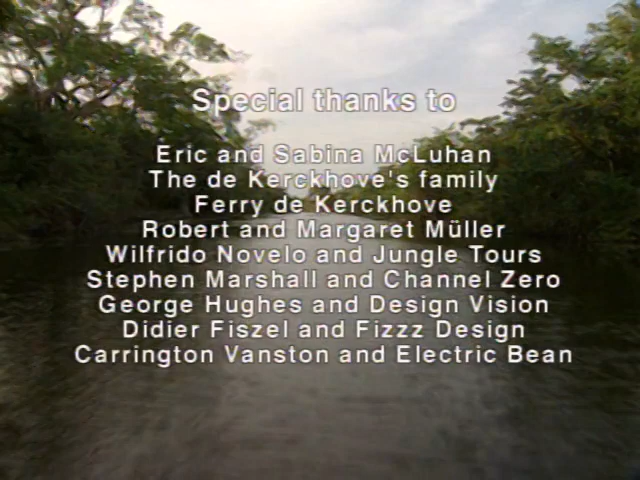 Special thanks to
Eric and Sabina McLuhan
The de Kerckhove's family
Ferry de Kerckhove
Robert and Margaret Müller
Wilfrido Novelo and Jungle Tours
Stephen Marshall and Channel Zero
George Hughes and Design Vision
Didier Fiszel and Fizzz Design
Carrington Vanston and Electric Bean